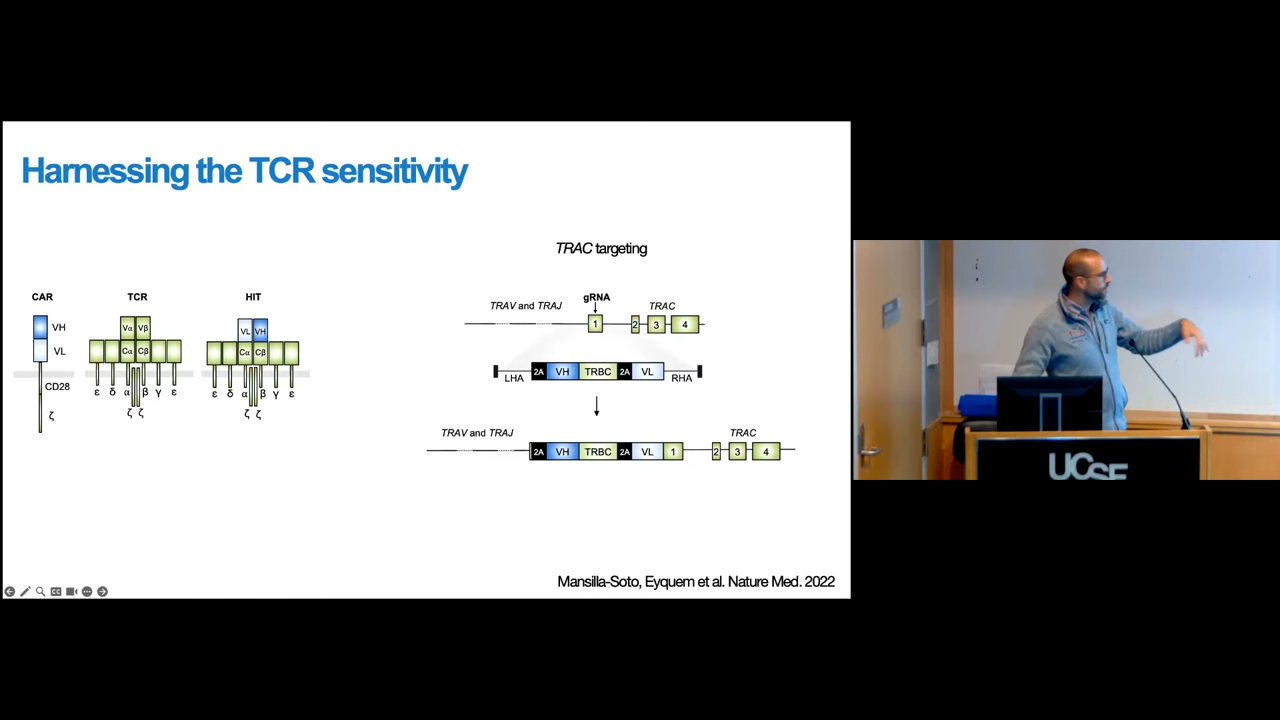 Harnessing the TCR sensitivity
CAR
VH
VL
CD28
ζ
TCR
Vα Vβ
Cα Cβ
ε δ α β γ ε
ζ ζ
HIT
VL VH
Cα Cβ
ε δ α β γ ε
ζ ζ
TRAC targeting
TRAV and TRAJ
gRNA
TRAC
1 2 3 4
LHA 2A VH TRBC 2A VL RHA
TRAV and TRAJ
TRAC
2A VH TRBC 2A VL 1 2 3 4
Mansilla-Soto, Eyquem et al. Nature Med. 2022
UCSF